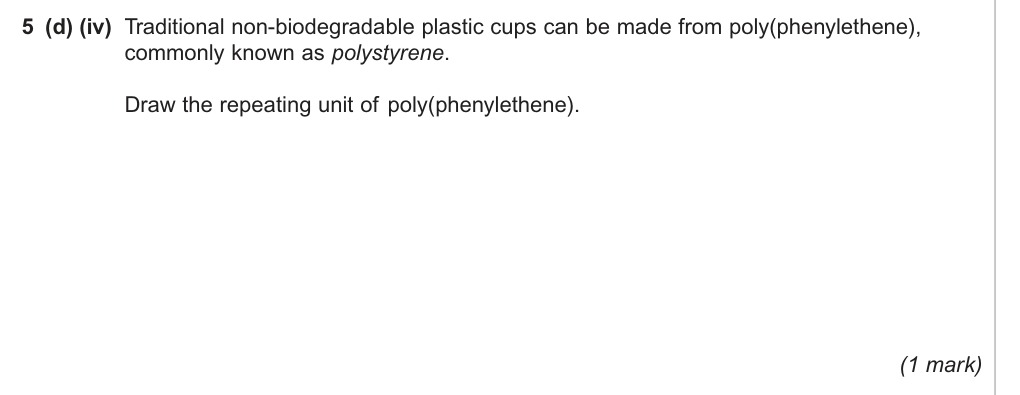 5 (d) (iv) Traditional non-biodegradable plastic cups can be made from poly(phenylethene),
commonly known as polystyrene.
Draw the repeating unit of poly(phenylethene).
(1 mark)